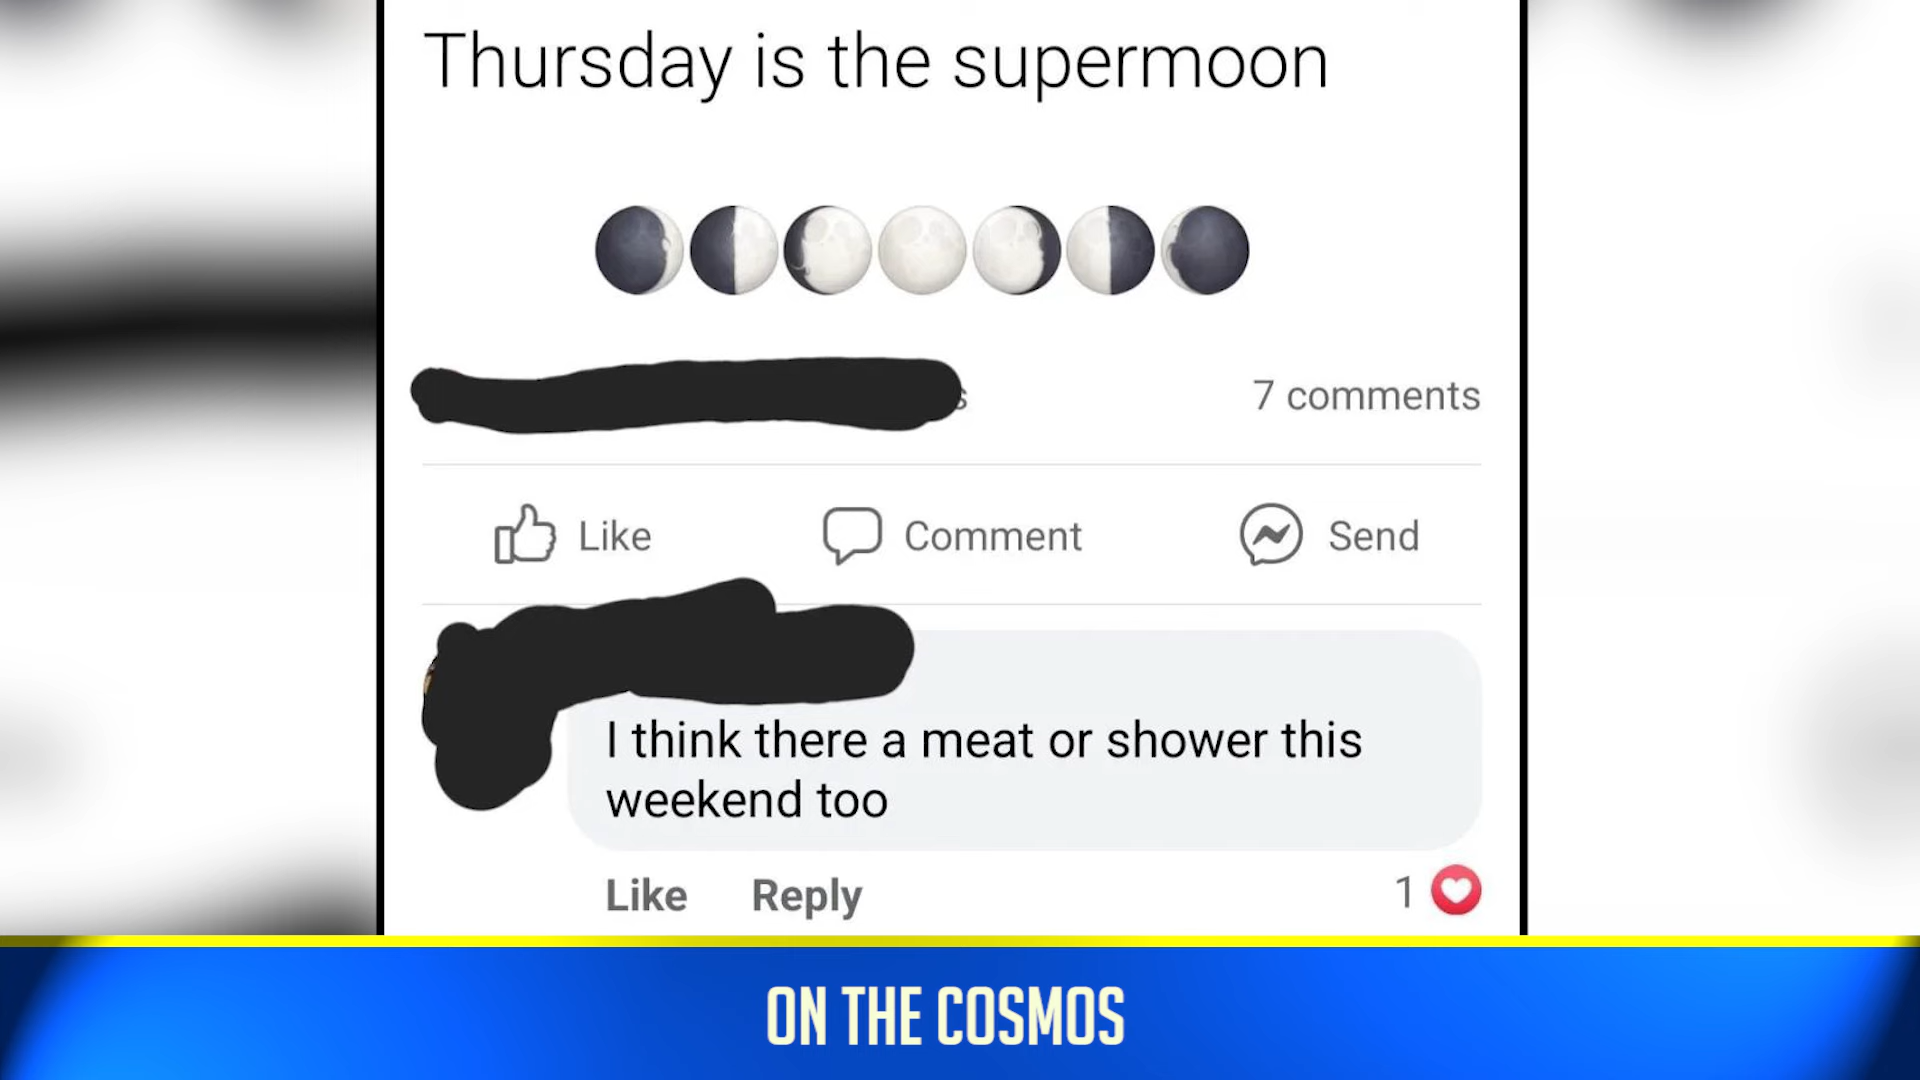 Thursday is the supermoon
7 comments
Like
Comment
Send
I think there a meat or shower this
weekend too
Like
Reply
1
ON THE COSMOS